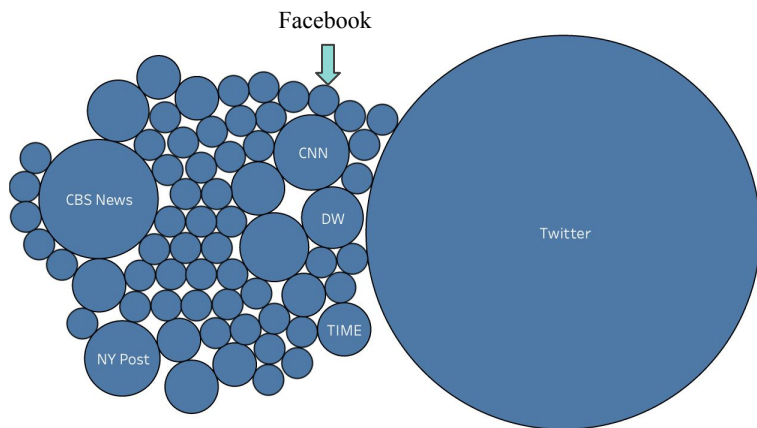 Facebook
CNN
CBS News
DW
Twitter
TIME
NY Post